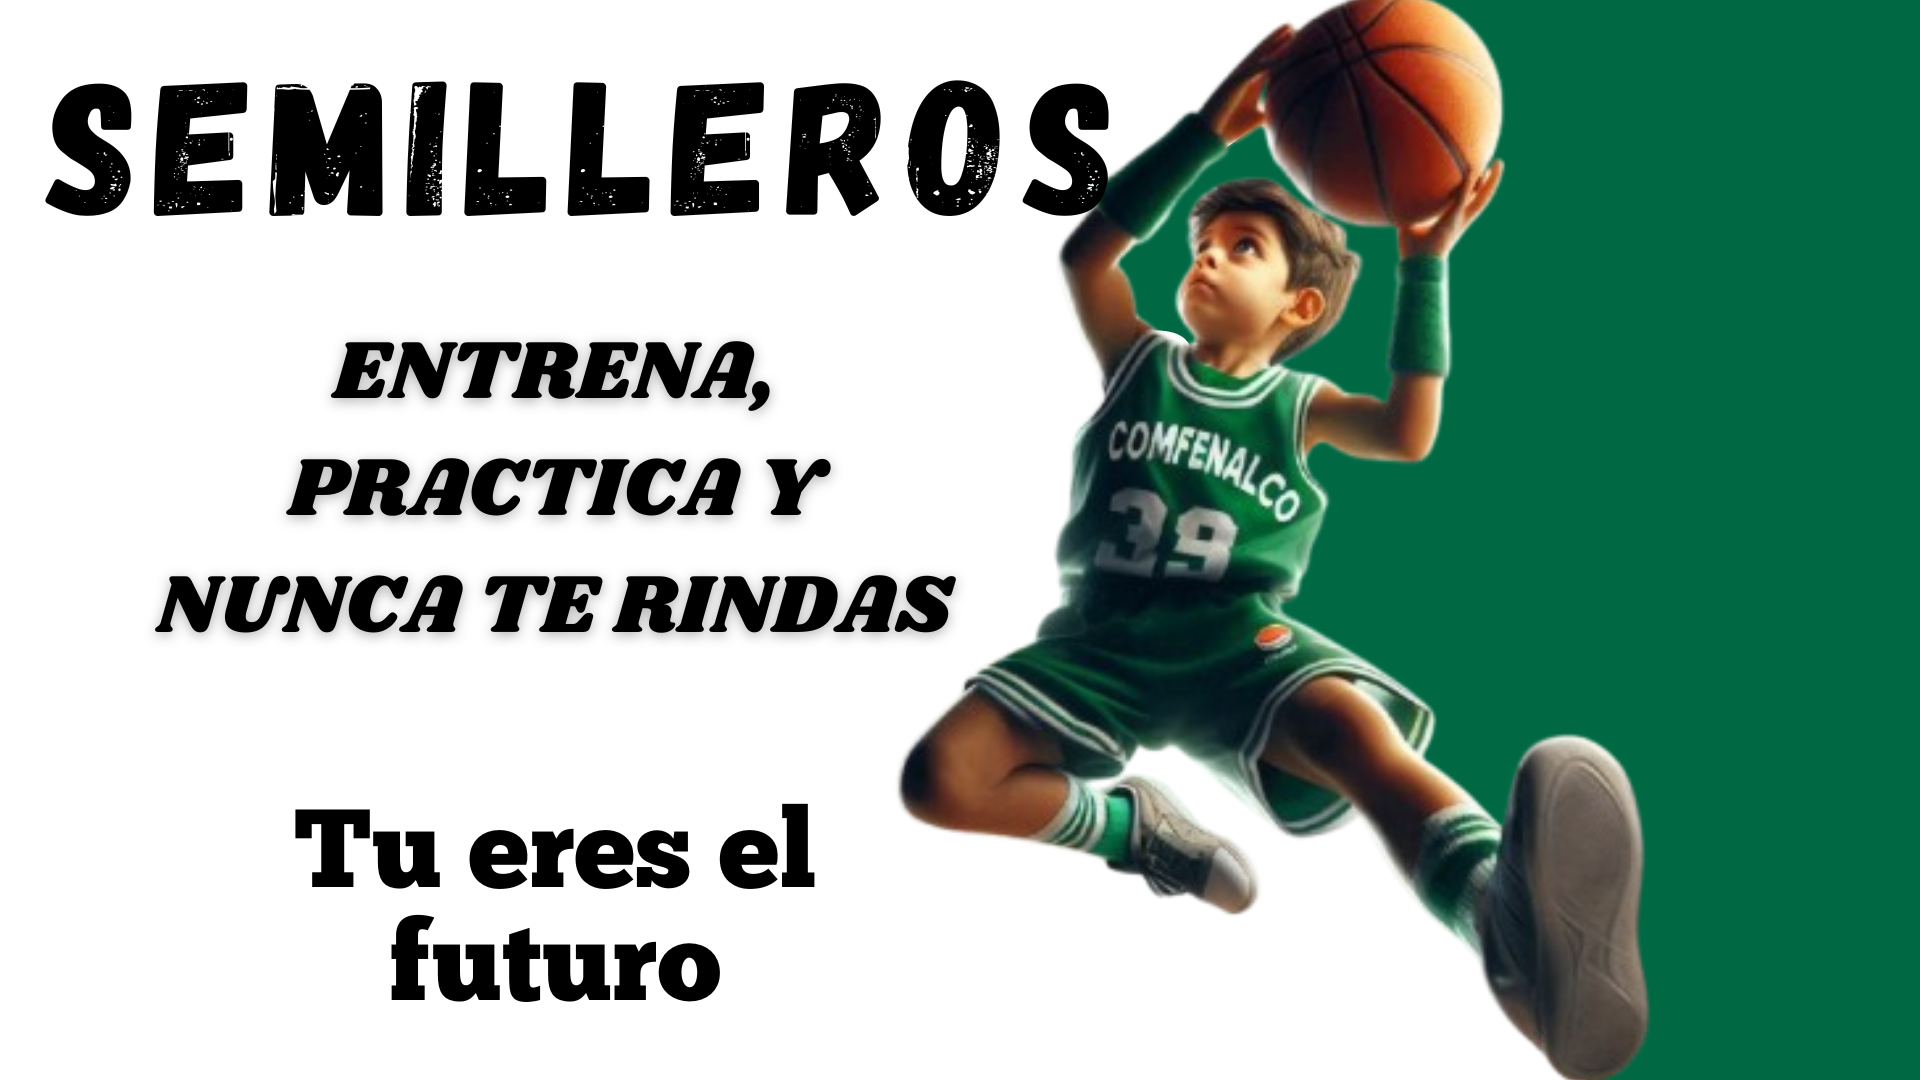 SEMILLEROS
ENTRENA,
PRACTICA Y
NUNCA TE RINDAS
Tu eres el
futuro
COMFENALCO
39